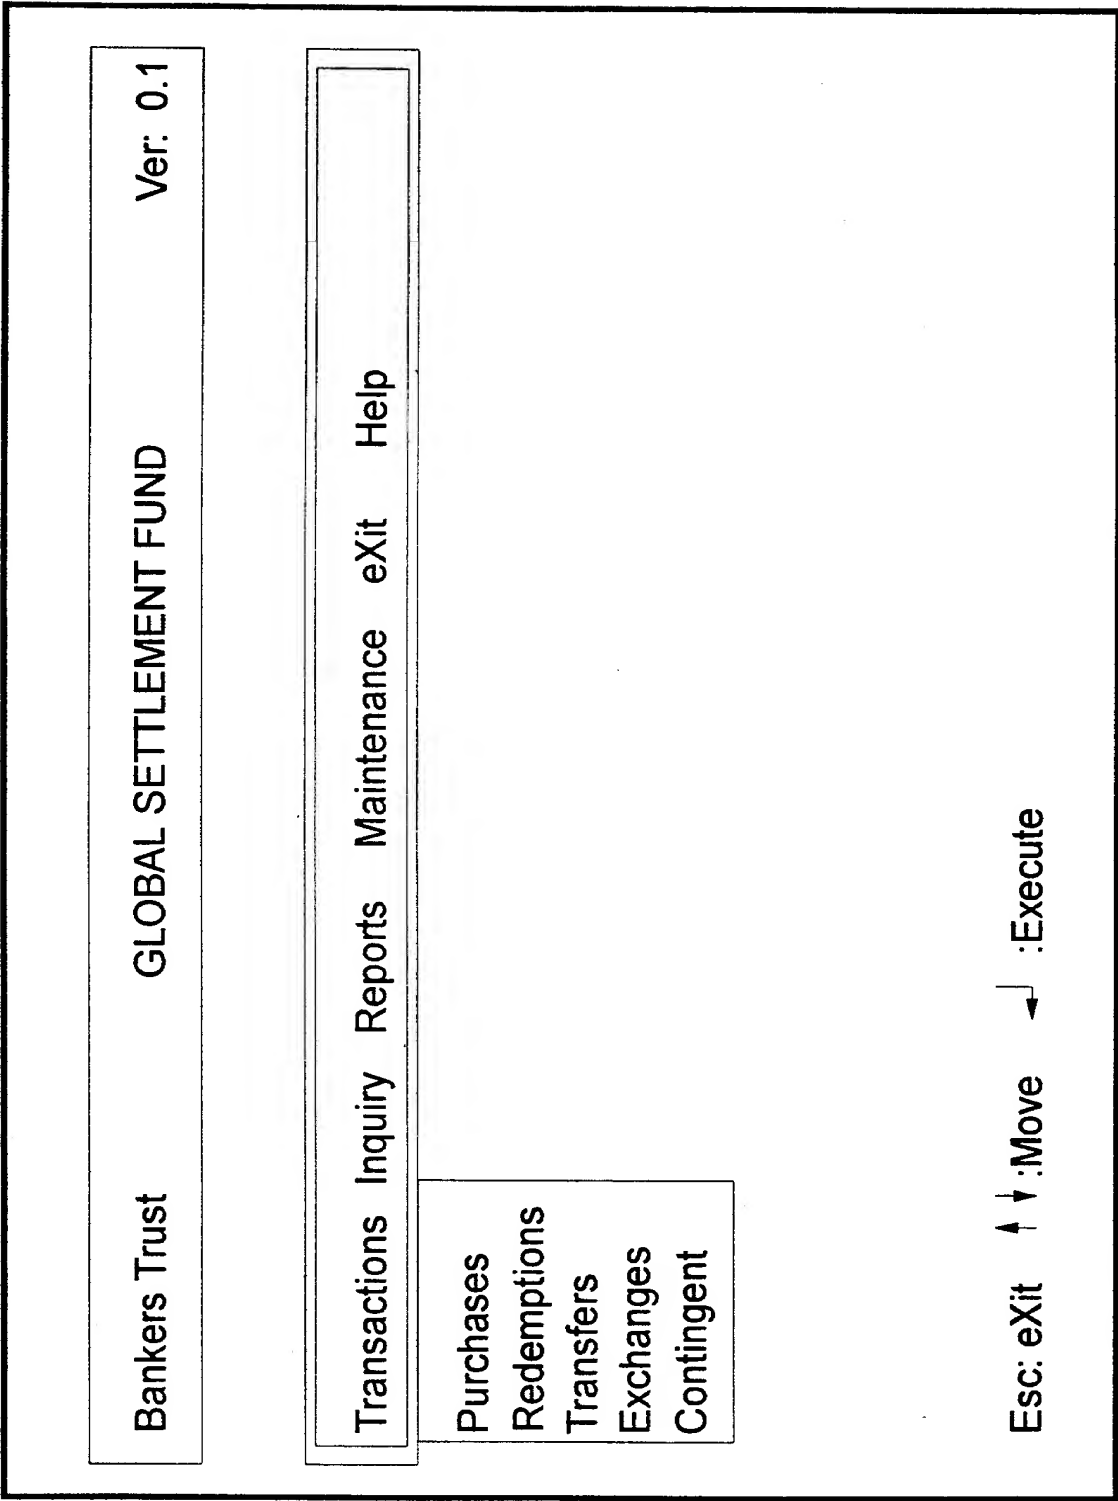 Bankers Trust GLOBAL SETTLEMENT FUND Ver: 0.1
Transactions Inquiry Reports Maintenance eXit Help
Purchases
Redemptions
Transfers
Exchanges
Contingent
Esc: eXit ↑ ↓ :Move ↵ :Execute